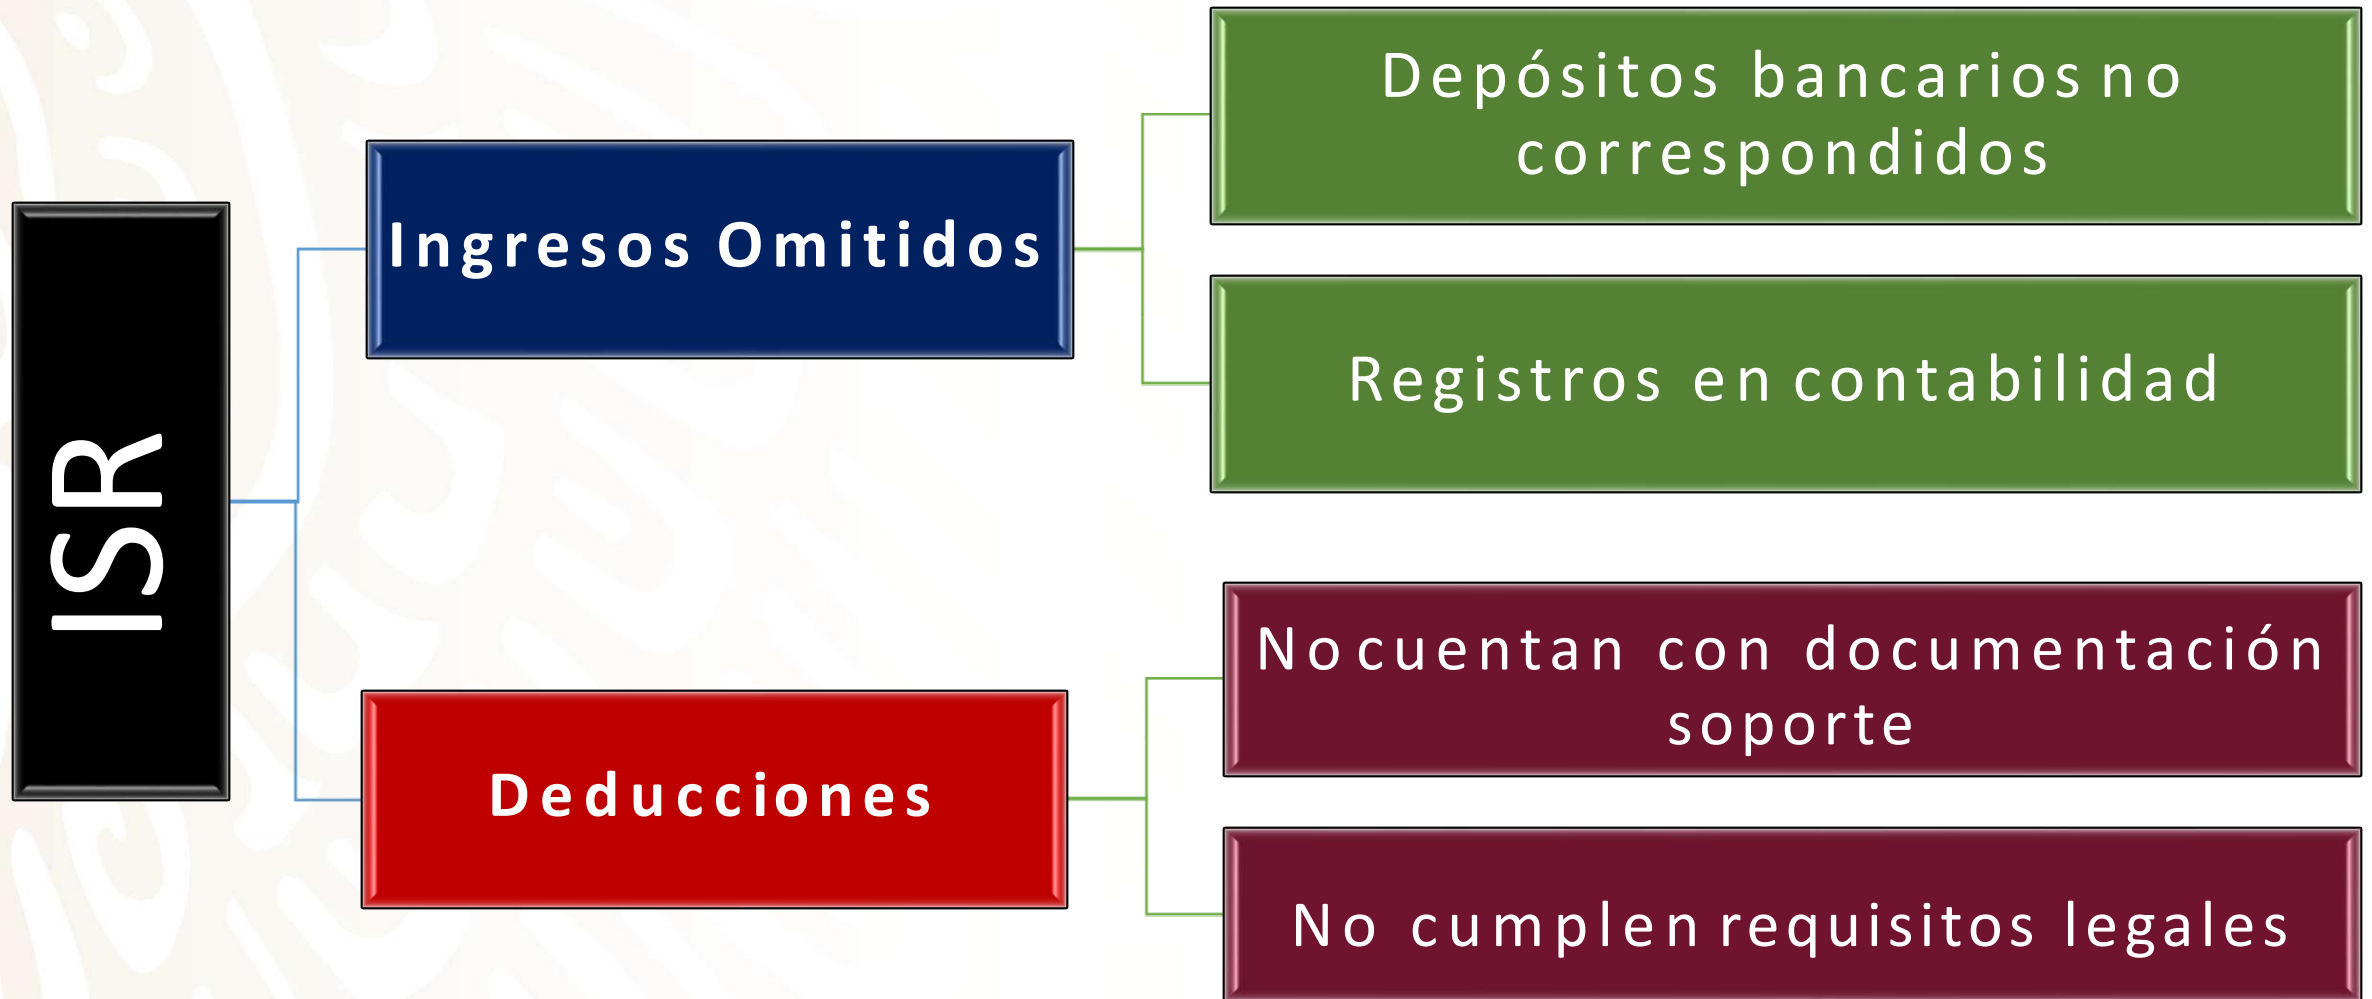 ISR
Ingresos Omitidos
Depósitos bancarios no
correspondidos
Registros en contabilidad
Deducciones
No cuentan con documentación
soporte
No cumplen requisitos legales